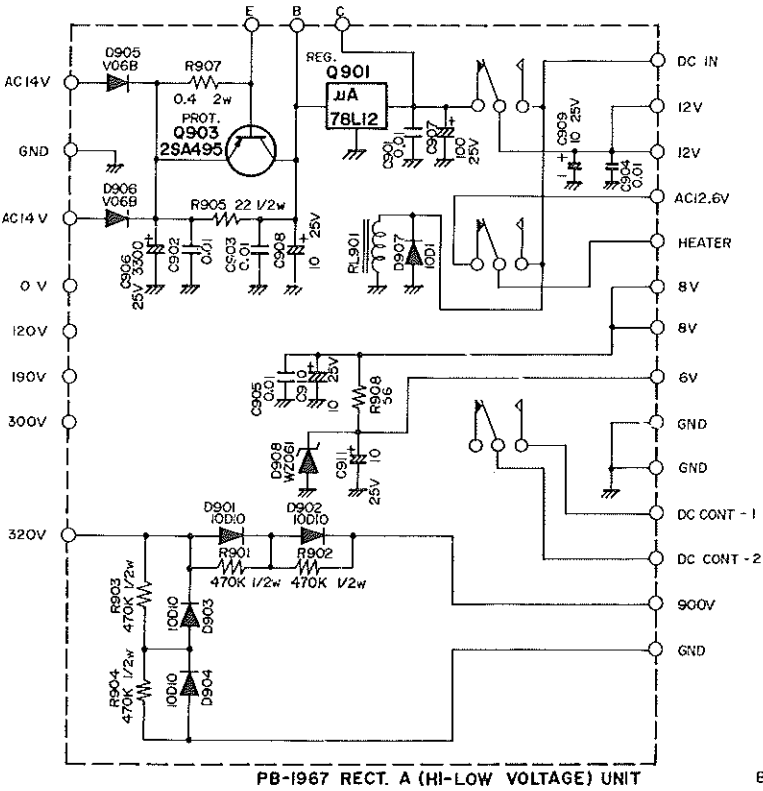 E B C
D905
V06B
R907
0.4 2w
PROT.
Q903
2SA495
REG.
Q901
µA
78L12
C901
0.01
C907
100
25V
C909
10 25V
C904
0.01
AC14V
GND
AC14V
0V
120V
190V
300V
320V
DC IN
12V
12V
AC12.6V
HEATER
8V
8V
6V
GND
GND
DC CONT-1
DC CONT-2
900V
GND
D906
V06B
R905 22 1/2w
C906
25V 3300
C902
0.01
C903
0.01
C908
10
25V
RL901
D907
10D1
C905
0.01
C910
10
25V
R908
56
D908
WZ061
C911
10
25V
D901
10D10
D902
10D10
R901
470K 1/2w
R902
470K 1/2w
R903
470K 1/2w
10D10
D903
R904
470K 1/2w
10D10
D904
PB-1967 RECT. A (HI-LOW VOLTAGE) UNIT